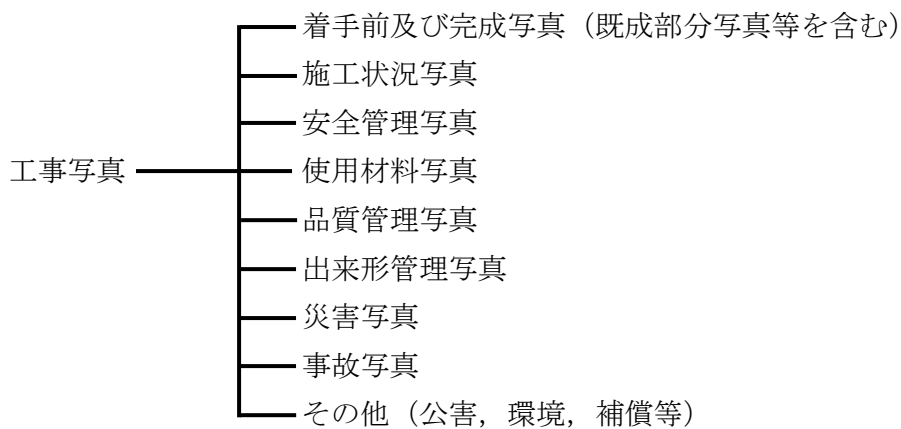 着手前及び完成写真（既成部分写真等を含む）
施工状況写真
安全管理写真
工事写真
使用材料写真
品質管理写真
出来形管理写真
災害写真
事故写真
その他（公害，環境，補償等）